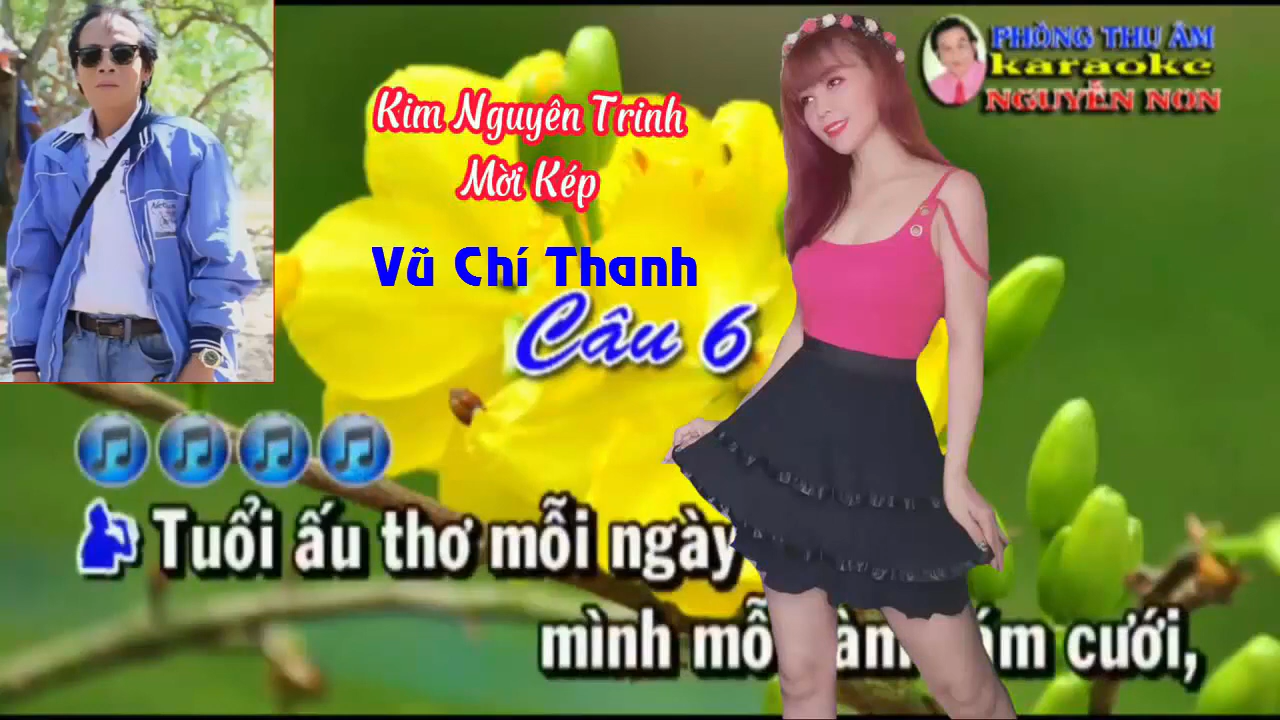 PHÒNG THU ÂM
karaoke
NGUYỄN NON
Kim Nguyên Trinh
Mời Kép
Vũ Chí Thanh
Câu 6
Tuổi ấu thơ mỗi ngày
mình cưới,